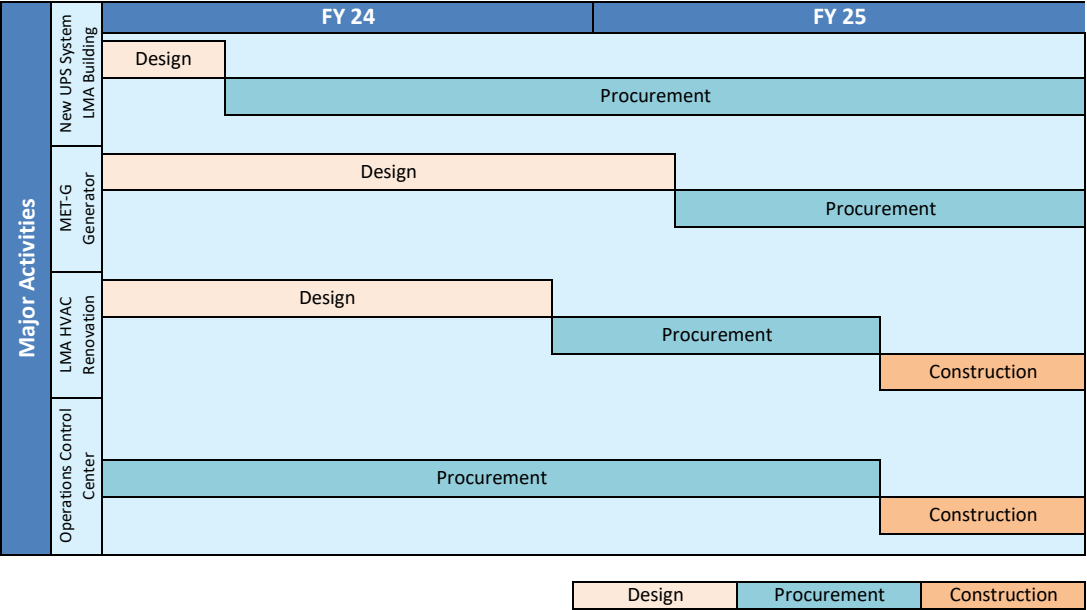 FY 24
FY 25
Major Activities
New UPS System
LMA Building
Design
Procurement
MET-G
Generator
Design
Procurement
LMA HVAC
Renovation
Design
Procurement
Construction
Operations Control
Center
Procurement
Construction
Design
Procurement
Construction